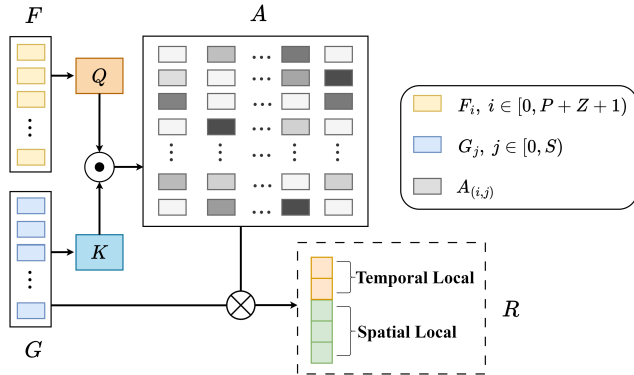 F
A
Q
K
G
F_i, i ∈ [0, P + Z + 1)
G_j, j ∈ [0, S)
A_(i,j)
Temporal Local
Spatial Local
R